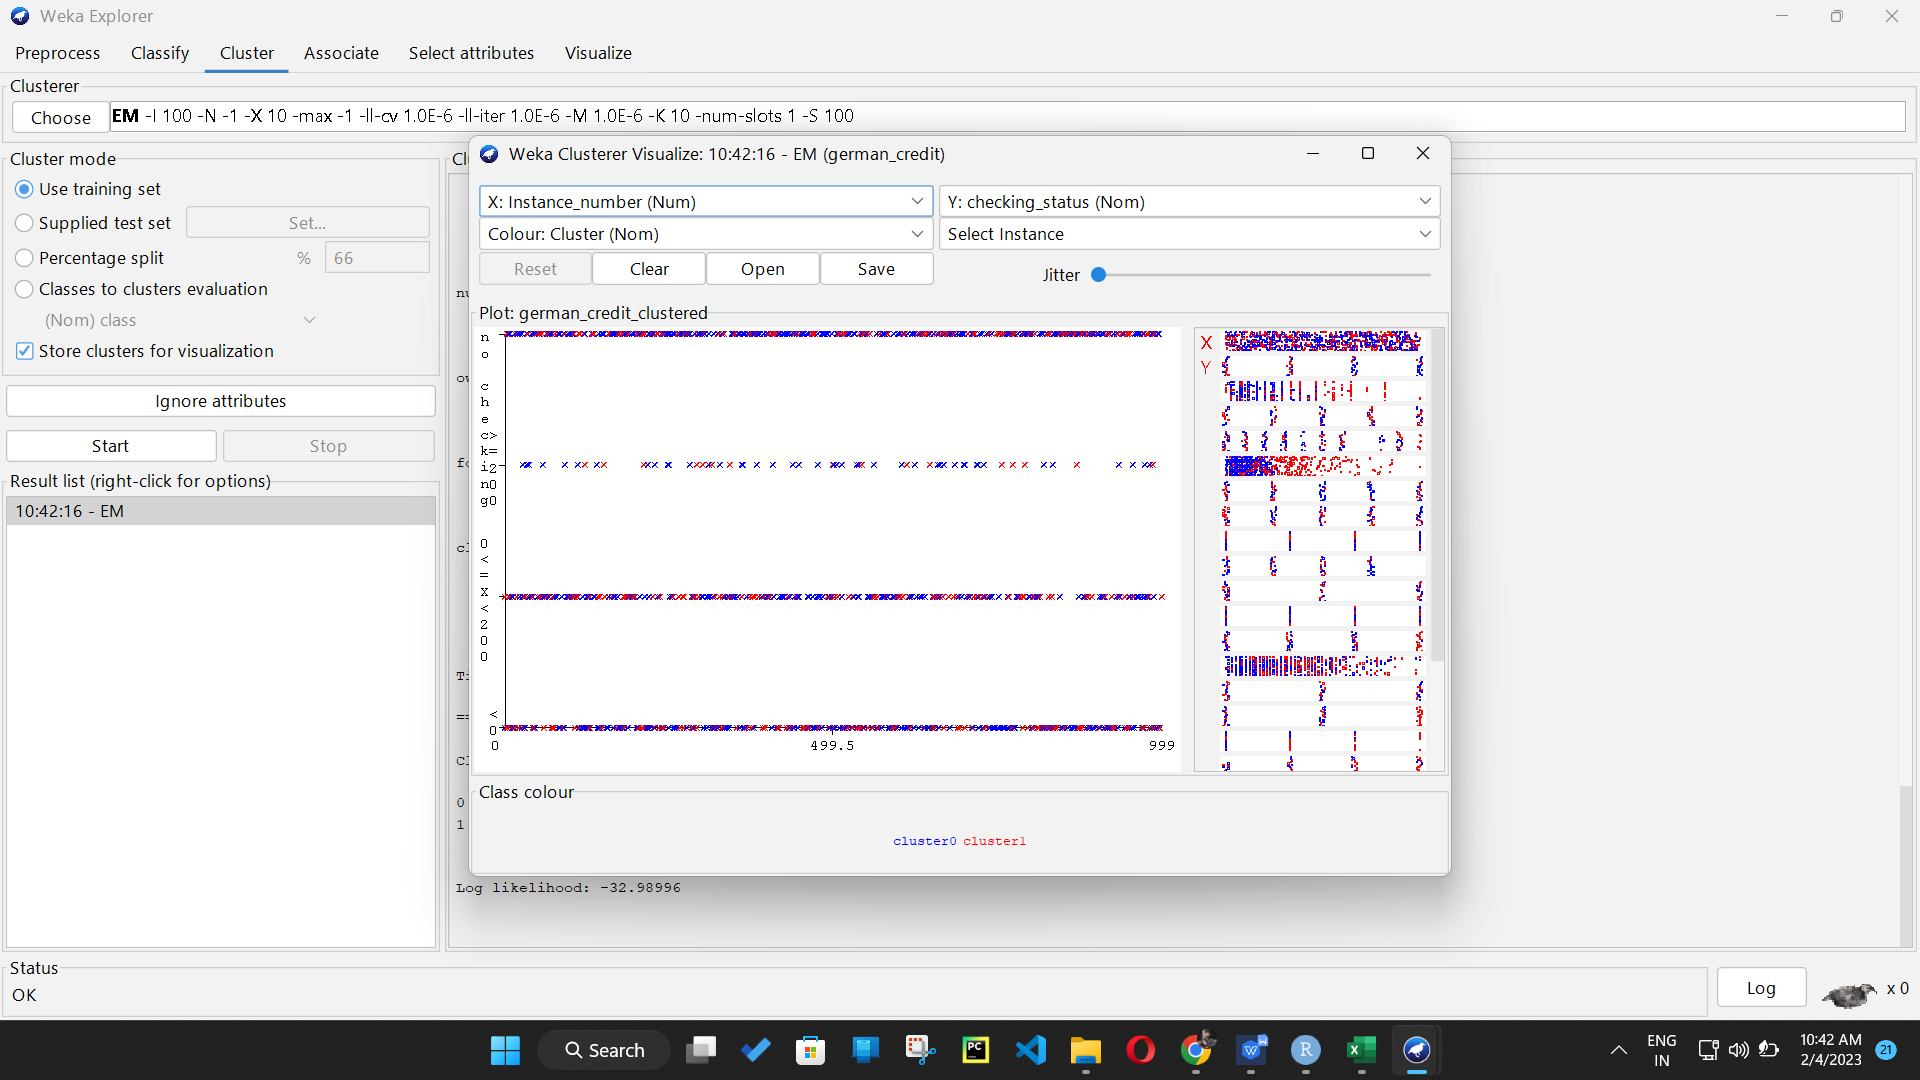 Weka Explorer
Preprocess Classify Cluster Associate Select attributes Visualize
Clusterer
Choose EM -I 100 -N -1 -X 10 -max -1 -ll-cv 1.0E-6 -ll-iter 1.0E-6 -M 1.0E-6 -K 10 -num-slots 1 -S 100
Cluster mode
Use training set
Supplied test set Set...
Percentage split % 66
Classes to clusters evaluation
(Nom) class
Store clusters for visualization
Ignore attributes
Start Stop
Result list (right-click for options)
10:42:16 - EM
Weka Clusterer Visualize: 10:42:16 - EM (german_credit)
X: Instance_number (Num) Y: checking_status (Nom)
Colour: Cluster (Nom) Select Instance
Reset Clear Open Save Jitter
Plot: german_credit_clustered
no checking
>=200
0<=X<200
<0
0 499.5 999
X
Y
Class colour
cluster0 cluster1
0
1
Log likelihood: -32.98996
Status
OK
Log x 0
Search
PC
ENG
IN
10:42 AM
2/4/2023
21